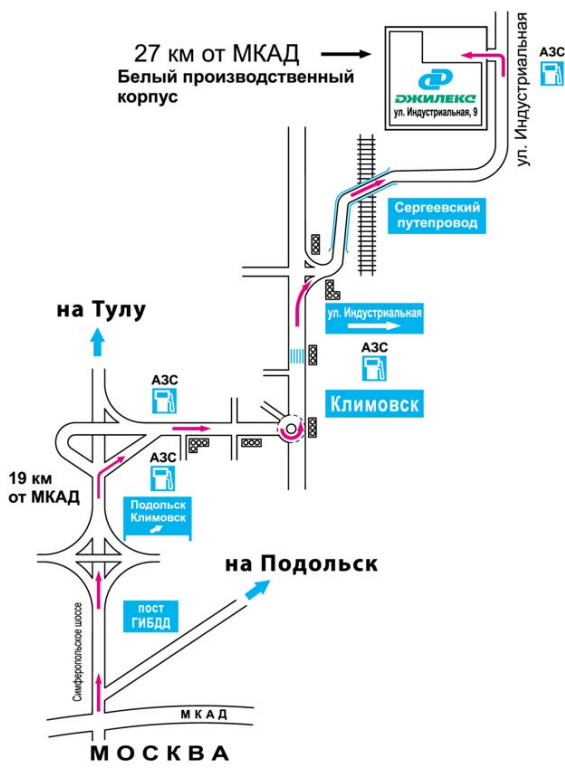 27 км от МКАД
Белый производственный
корпус
ДЖИЛЕКС
ул. Индустриальная, 9
ул. Индустриальная
АЗС
Сергеевский
путепровод
на Тулу
ул. Индустриальная
АЗС
АЗС
Климовск
19 км
от МКАД
АЗС
Подольск
Климовск
на Подольск
пост
ГИБДД
Симферопольское шоссе
МКАД
МОСКВА